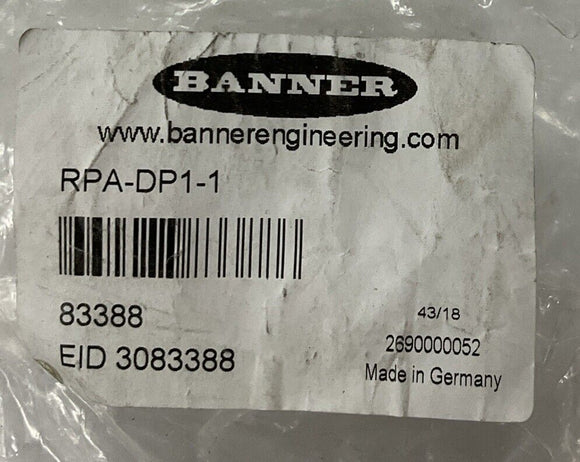 BANNER
www.bannerengineering.com
RPA-DP1-1
83388
EID 3083388
43/18
2690000052
Made in Germany